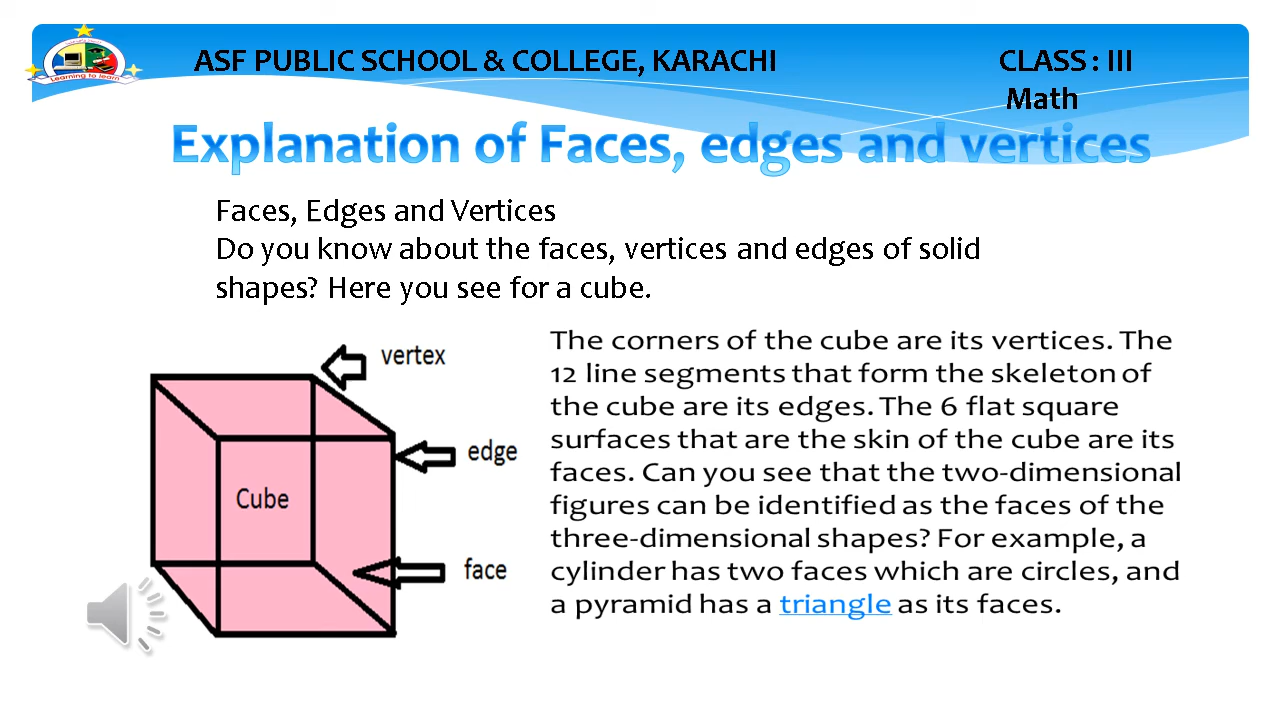 ASF PUBLIC SCHOOL & COLLEGE, KARACHI
CLASS : III
Math
Explanation of Faces, edges and vertices
Faces, Edges and Vertices
Do you know about the faces, vertices and edges of solid
shapes? Here you see for a cube.
vertex
edge
Cube
face
The corners of the cube are its vertices. The
12 line segments that form the skeleton of
the cube are its edges. The 6 flat square
surfaces that are the skin of the cube are its
faces. Can you see that the two-dimensional
figures can be identified as the faces of the
three-dimensional shapes? For example, a
cylinder has two faces which are circles, and
a pyramid has a triangle as its faces.
Learning to learn